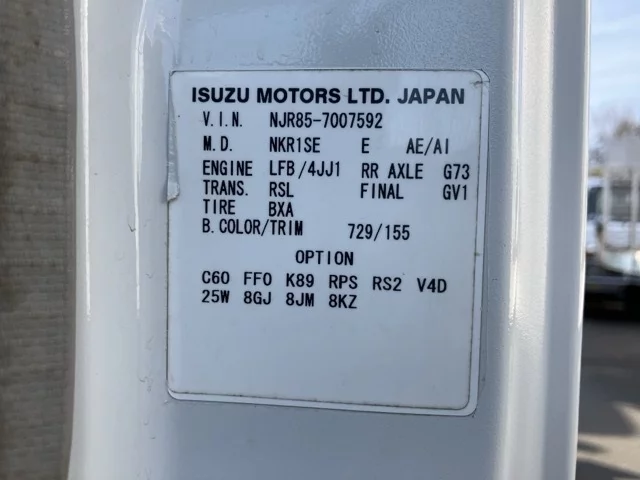 ISUZU MOTORS LTD. JAPAN
V.I.N. NJR85-7007592
M.D. NKR1SE E AE/AI
ENGINE LFB/4JJ1 RR AXLE G73
TRANS. RSL FINAL GV1
TIRE BXA
B.COLOR/TRIM 729/155
OPTION
C60 FF0 K89 RPS RS2 V4D
25W 8GJ 8JM 8KZ